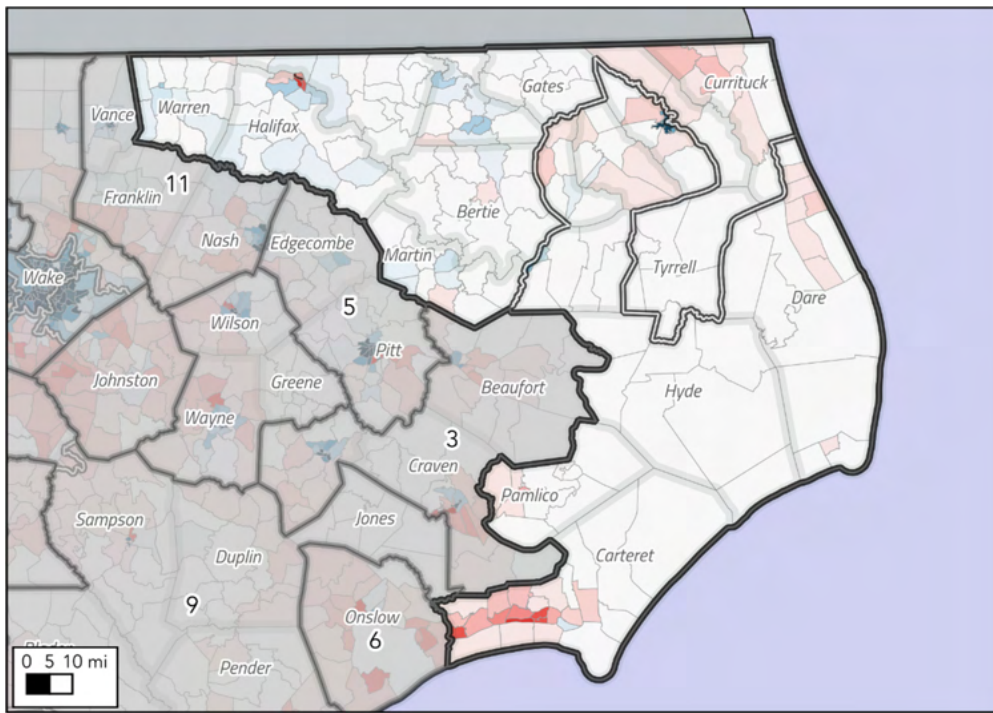 Gates
Currituck
Warren
Vance
Halifax
11
Franklin
Bertie
Nash
Edgecombe
Martin
Tyrrell
Wake
Dare
5
Wilson
Pitt
Johnston
Greene
Beaufort
Hyde
Wayne
3
Craven
Pamlico
Sampson
Jones
Duplin
Carteret
9
Onslow
6
Pender
0 5 10 mi